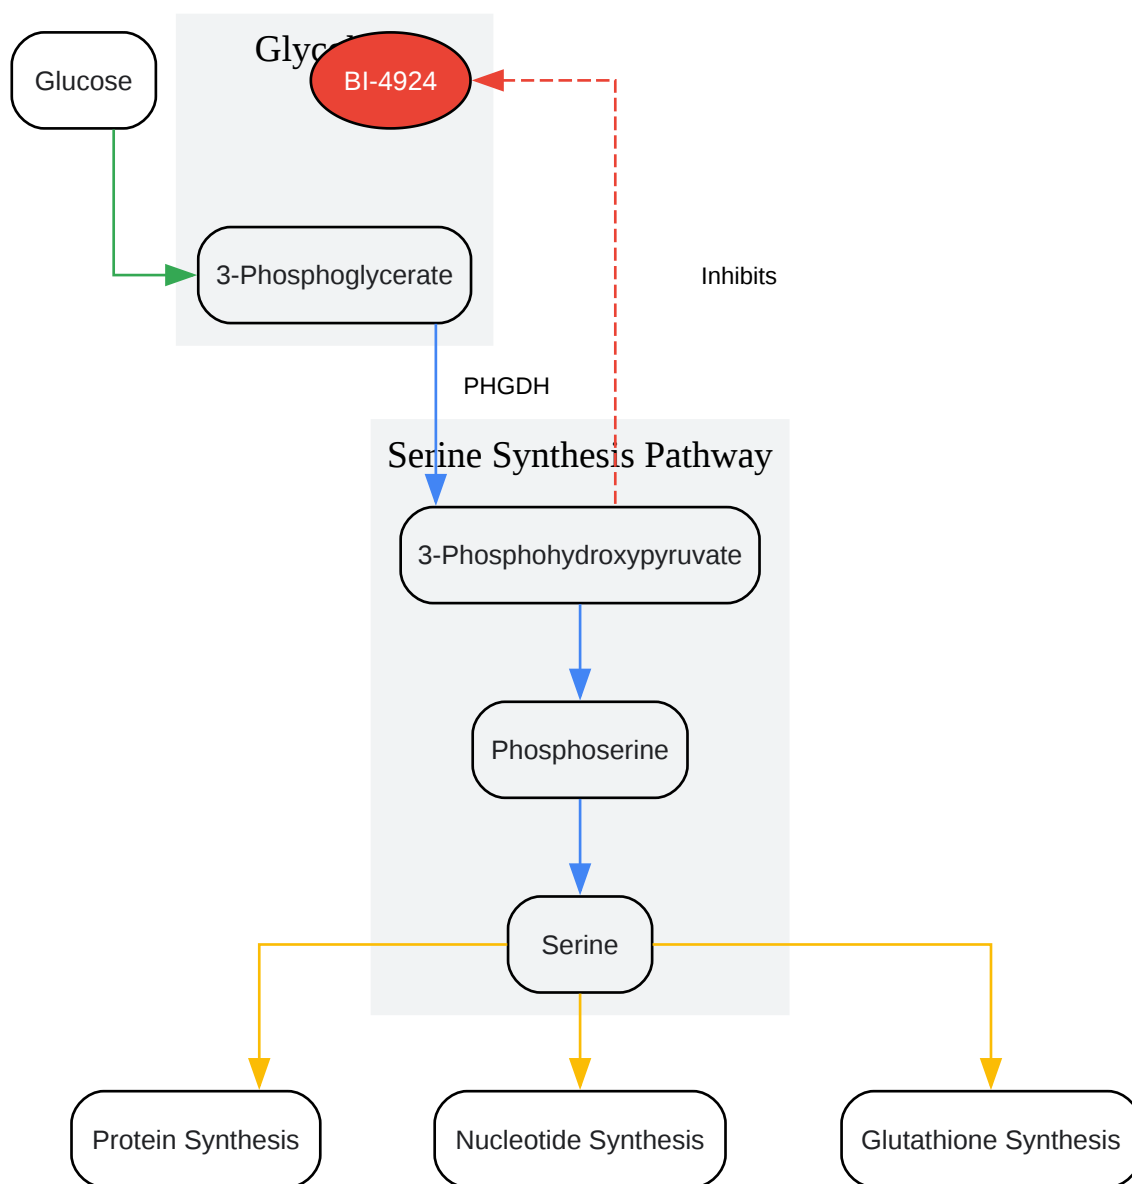 Glucose
BI-4924
3-Phosphoglycerate
Inhibits
PHGDH
Serine Synthesis Pathway
3-Phosphohydroxypyruvate
Phosphoserine
Serine
Protein Synthesis
Nucleotide Synthesis
Glutathione Synthesis